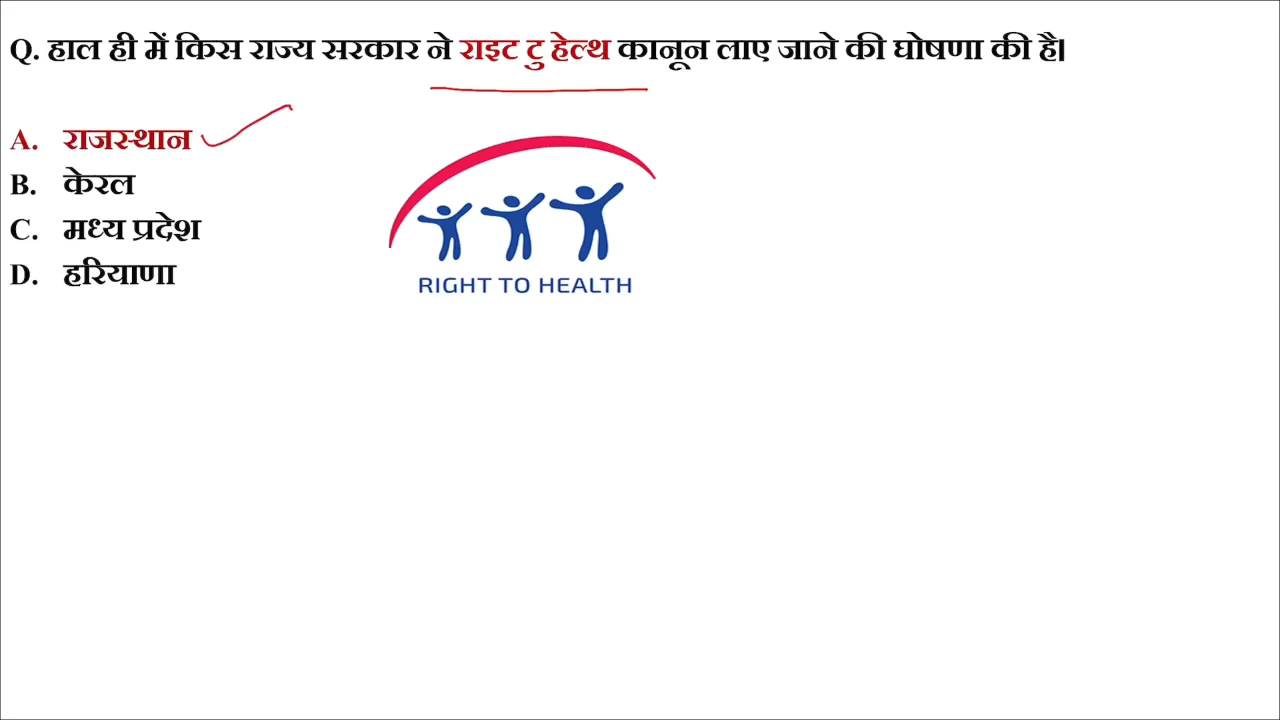 Q. हाल ही में किस राज्य सरकार ने राइट टु हेल्थ कानून लाए जाने की घोषणा की है।
A. राजस्थान
B. केरल
C. मध्य प्रदेश
D. हरियाणा
RIGHT TO HEALTH